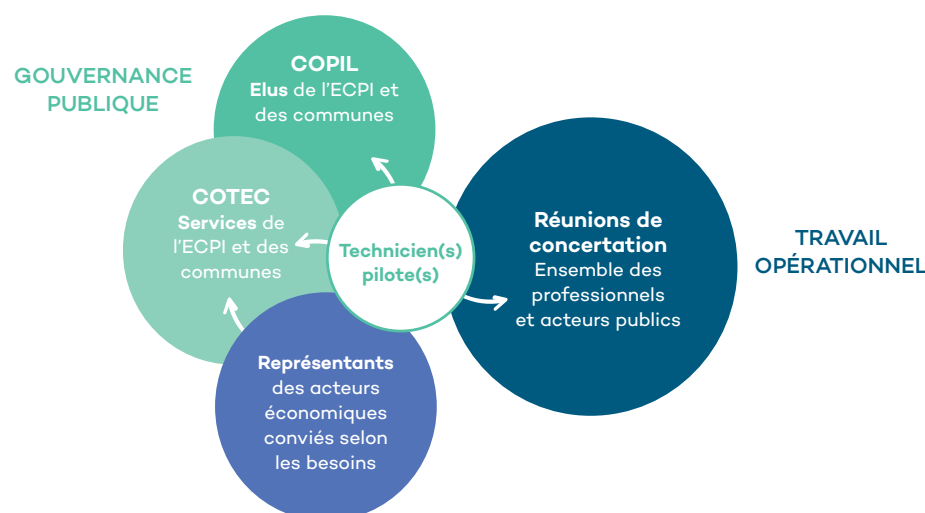 GOUVERNANCE
PUBLIQUE
COPIL
Elus de l'ECPI et
des communes
COTEC
Services de
l'ECPI et des
communes
Technicien(s)
pilote(s)
Réunions de
concertation
Ensemble des
professionnels
et acteurs publics
TRAVAIL
OPÉRATIONNEL
Représentants
des acteurs
économiques
conviés selon
les besoins